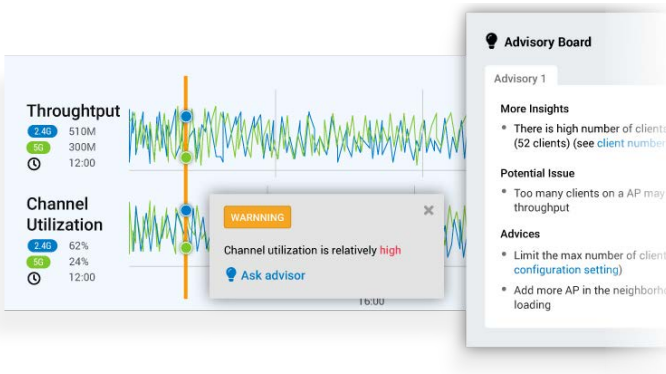 Advisory Board
Advisory 1
More Insights
There is high number of clients
(52 clients) (see client number
Potential Issue
Too many clients on a AP may
throughput
Advices
Limit the max number of client
configuration setting)
Add more AP in the neighborho
loading
Throughtput
2.4G 510M
5G 300M
12:00
Channel
Utilization
2.4G 62%
5G 24%
12:00
WARNNING
Channel utilization is relatively high
Ask advisor
16:00